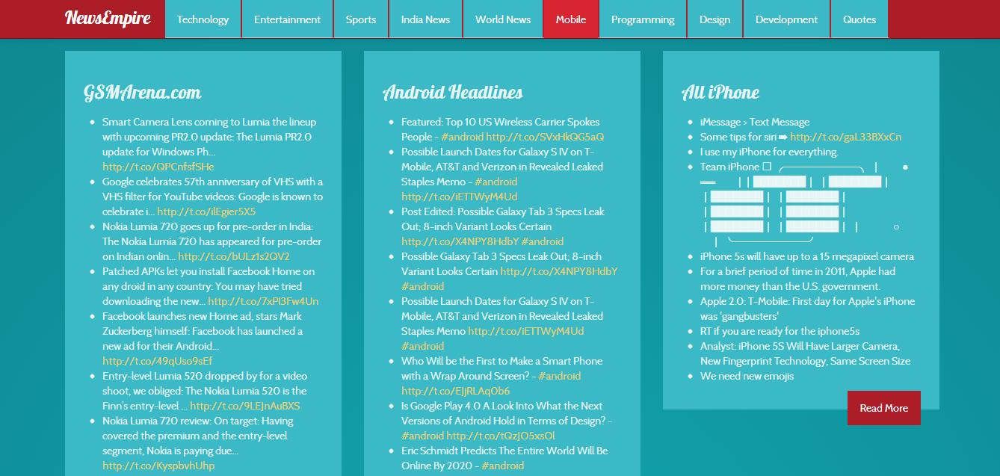 NewsEmpire
Technology
Entertainment
Sports
India News
World News
Mobile
Programming
Design
Development
Quotes
GSMArena.com
Smart Camera Lens coming to Lumia the lineup
with upcoming PR2.0 update: The Lumia PR2.0
update for Windows Ph...
http://t.co/QPCnfsfSHe
Google celebrates 57th anniversary of VHS with a
VHS filter for YouTube videos: Google is known to
celebrate i... http://t.co/ilEgier5X5
Nokia Lumia 720 goes up for pre-order in India:
The Nokia Lumia 720 has appeared for pre-order
on Indian onlin... http://t.co/bULz1s2QV2
Patched APKs let you install Facebook Home on
any droid in any country: You may have tried
downloading the new... http://t.co/7xPl3Fw4Un
Facebook launches new Home ad, stars Mark
Zuckerberg himself: Facebook has launched a
new ad for their Android...
http://t.co/49qUso9sEf
Entry-level Lumia 520 dropped by for a video
shoot, we obliged: The Nokia Lumia 520 is the
Finn's entry-level ... http://t.co/9LEJnAuBXS
Nokia Lumia 720 review: On target: Having
covered the premium and the entry-level
segment, Nokia is paying due...
http://t.co/KyspbvhUhp
Android Headlines
Featured: Top 10 US Wireless Carrier Spokes
People - #android http://t.co/SVxHkQG5aQ
Possible Launch Dates for Galaxy S IV on T-
Mobile, AT&T and Verizon in Revealed Leaked
Staples Memo - #android
http://t.co/iETTWyM4Ud
Post Edited: Possible Galaxy Tab 3 Specs Leak
Out; 8-inch Variant Looks Certain
http://t.co/X4NPY8HdbY #android
Possible Galaxy Tab 3 Specs Leak Out; 8-inch
Variant Looks Certain http://t.co/X4NPY8HdbY
#android
Possible Launch Dates for Galaxy S IV on T-
Mobile, AT&T and Verizon in Revealed Leaked
Staples Memo http://t.co/iETTWyM4Ud
#android
Who Will be the First to Make a Smart Phone
with a Wrap Around Screen? - #android
http://t.co/EJjRLAqOb6
Is Google Play 4.0 A Look Into What the Next
Versions of Android Hold in Terms of Design? -
#android http://t.co/tQzJO5xsOl
Eric Schmidt Predicts The Entire World Will Be
Online By 2020 - #android
All iPhone
iMessage > Text Message
Some tips for siri ➡ http://t.co/gaL33BXxCn
I use my iPhone for everything.
Team iPhone
iPhone 5s will have up to a 15 megapixel camera
For a brief period of time in 2011, Apple had
more money than the U.S. government.
Apple 2.0: T-Mobile: First day for Apple's iPhone
was 'gangbusters'
RT if you are ready for the iphone5s
Analyst: iPhone 5S Will Have Larger Camera,
New Fingerprint Technology, Same Screen Size
We need new emojis
Read More